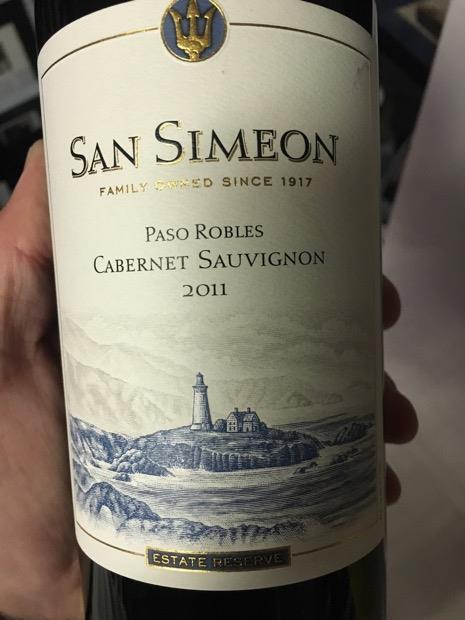 SAN SIMEON
FAMILY OWNED SINCE 1917
PASO ROBLES
CABERNET SAUVIGNON
2011
ESTATE RESERVE